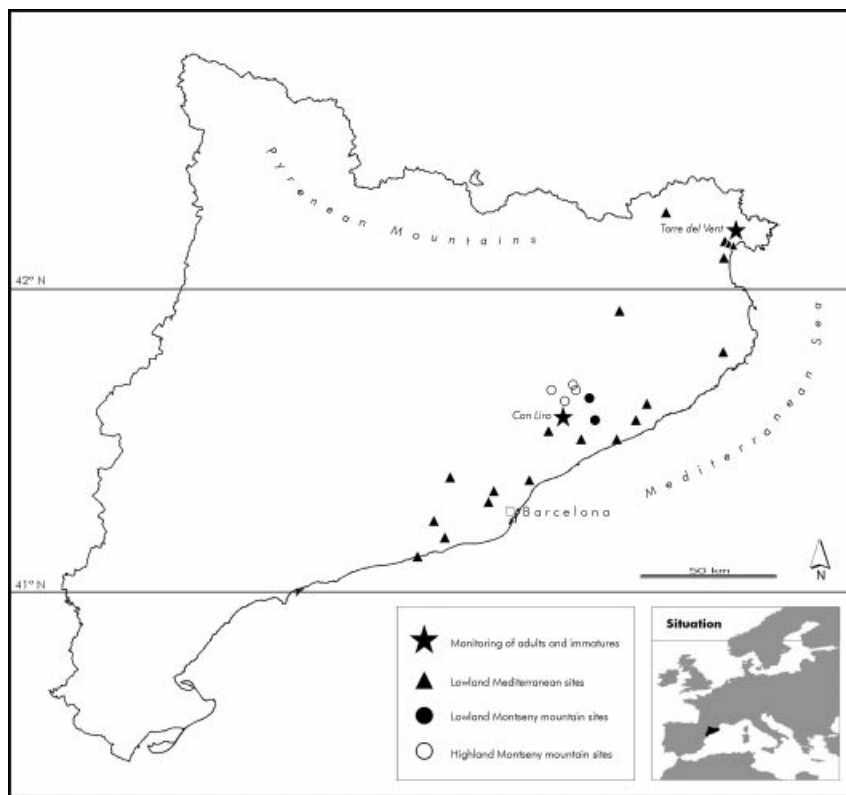 Pyrenean Mountains
Torre del Vent
42° N
Mediterranean Sea
Can Liro
Barcelona
50 km
N
41° N
Monitoring of adults and immatures
Lowland Mediterranean sites
Lowland Montseny mountain sites
Highland Montseny mountain sites
Situation